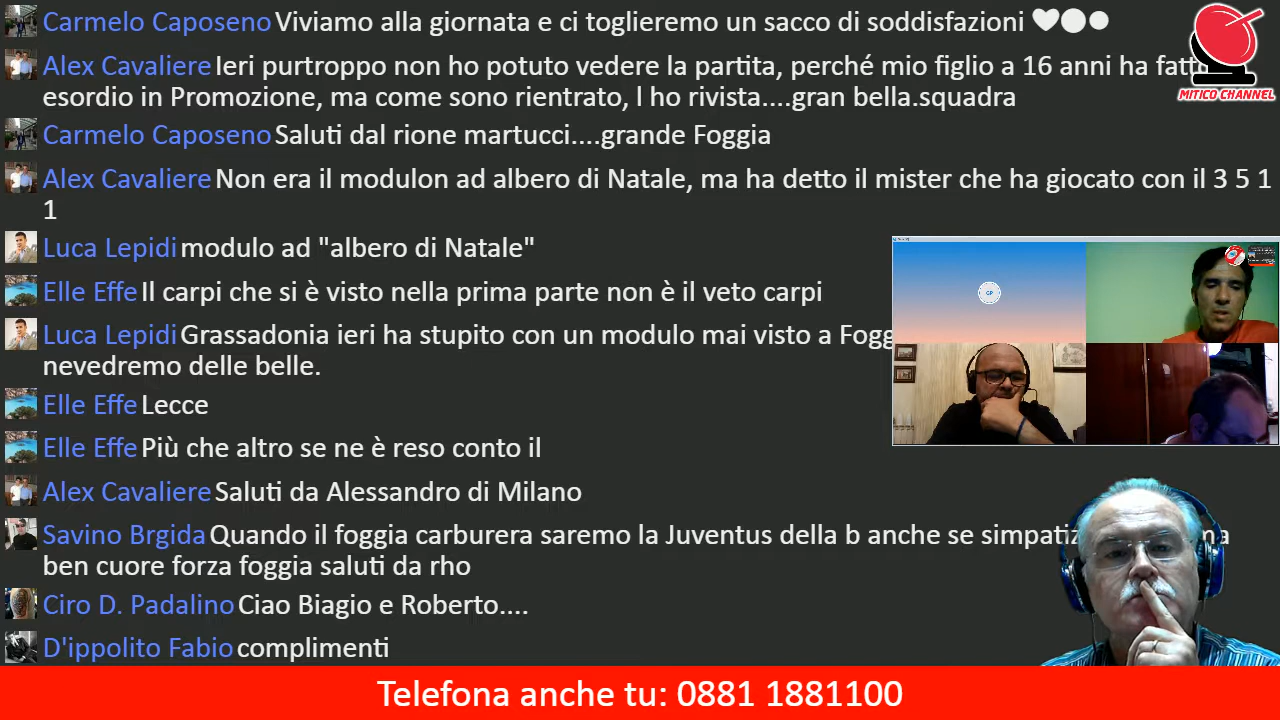 Carmelo Caposeno Viviamo alla giornata e ci toglieremo un sacco di soddisfazioni
MITICO CHANNEL
Alex Cavaliere Ieri purtroppo non ho potuto vedere la partita, perché mio figlio a 16 anni ha fatt
esordio in Promozione, ma come sono rientrato, l ho rivista....gran bella.squadra
Carmelo Caposeno Saluti dal rione martucci....grande Foggia
Alex Cavaliere Non era il modulon ad albero di Natale, ma ha detto il mister che ha giocato con il 3 5 1
1
Luca Lepidi modulo ad "albero di Natale"
Elle Effe Il carpi che si è visto nella prima parte non è il veto carpi
Luca Lepidi Grassadonia ieri ha stupito con un modulo mai visto a Fogg
nevedremo delle belle.
Elle Effe Lecce
Elle Effe Più che altro se ne è reso conto il
Alex Cavaliere Saluti da Alessandro di Milano
Savino Brgida Quando il foggia carburera saremo la Juventus della b anche se simpatiz
ben cuore forza foggia saluti da rho
Ciro D. Padalino Ciao Biagio e Roberto....
D'ippolito Fabio complimenti
Telefona anche tu: 0881 1881100